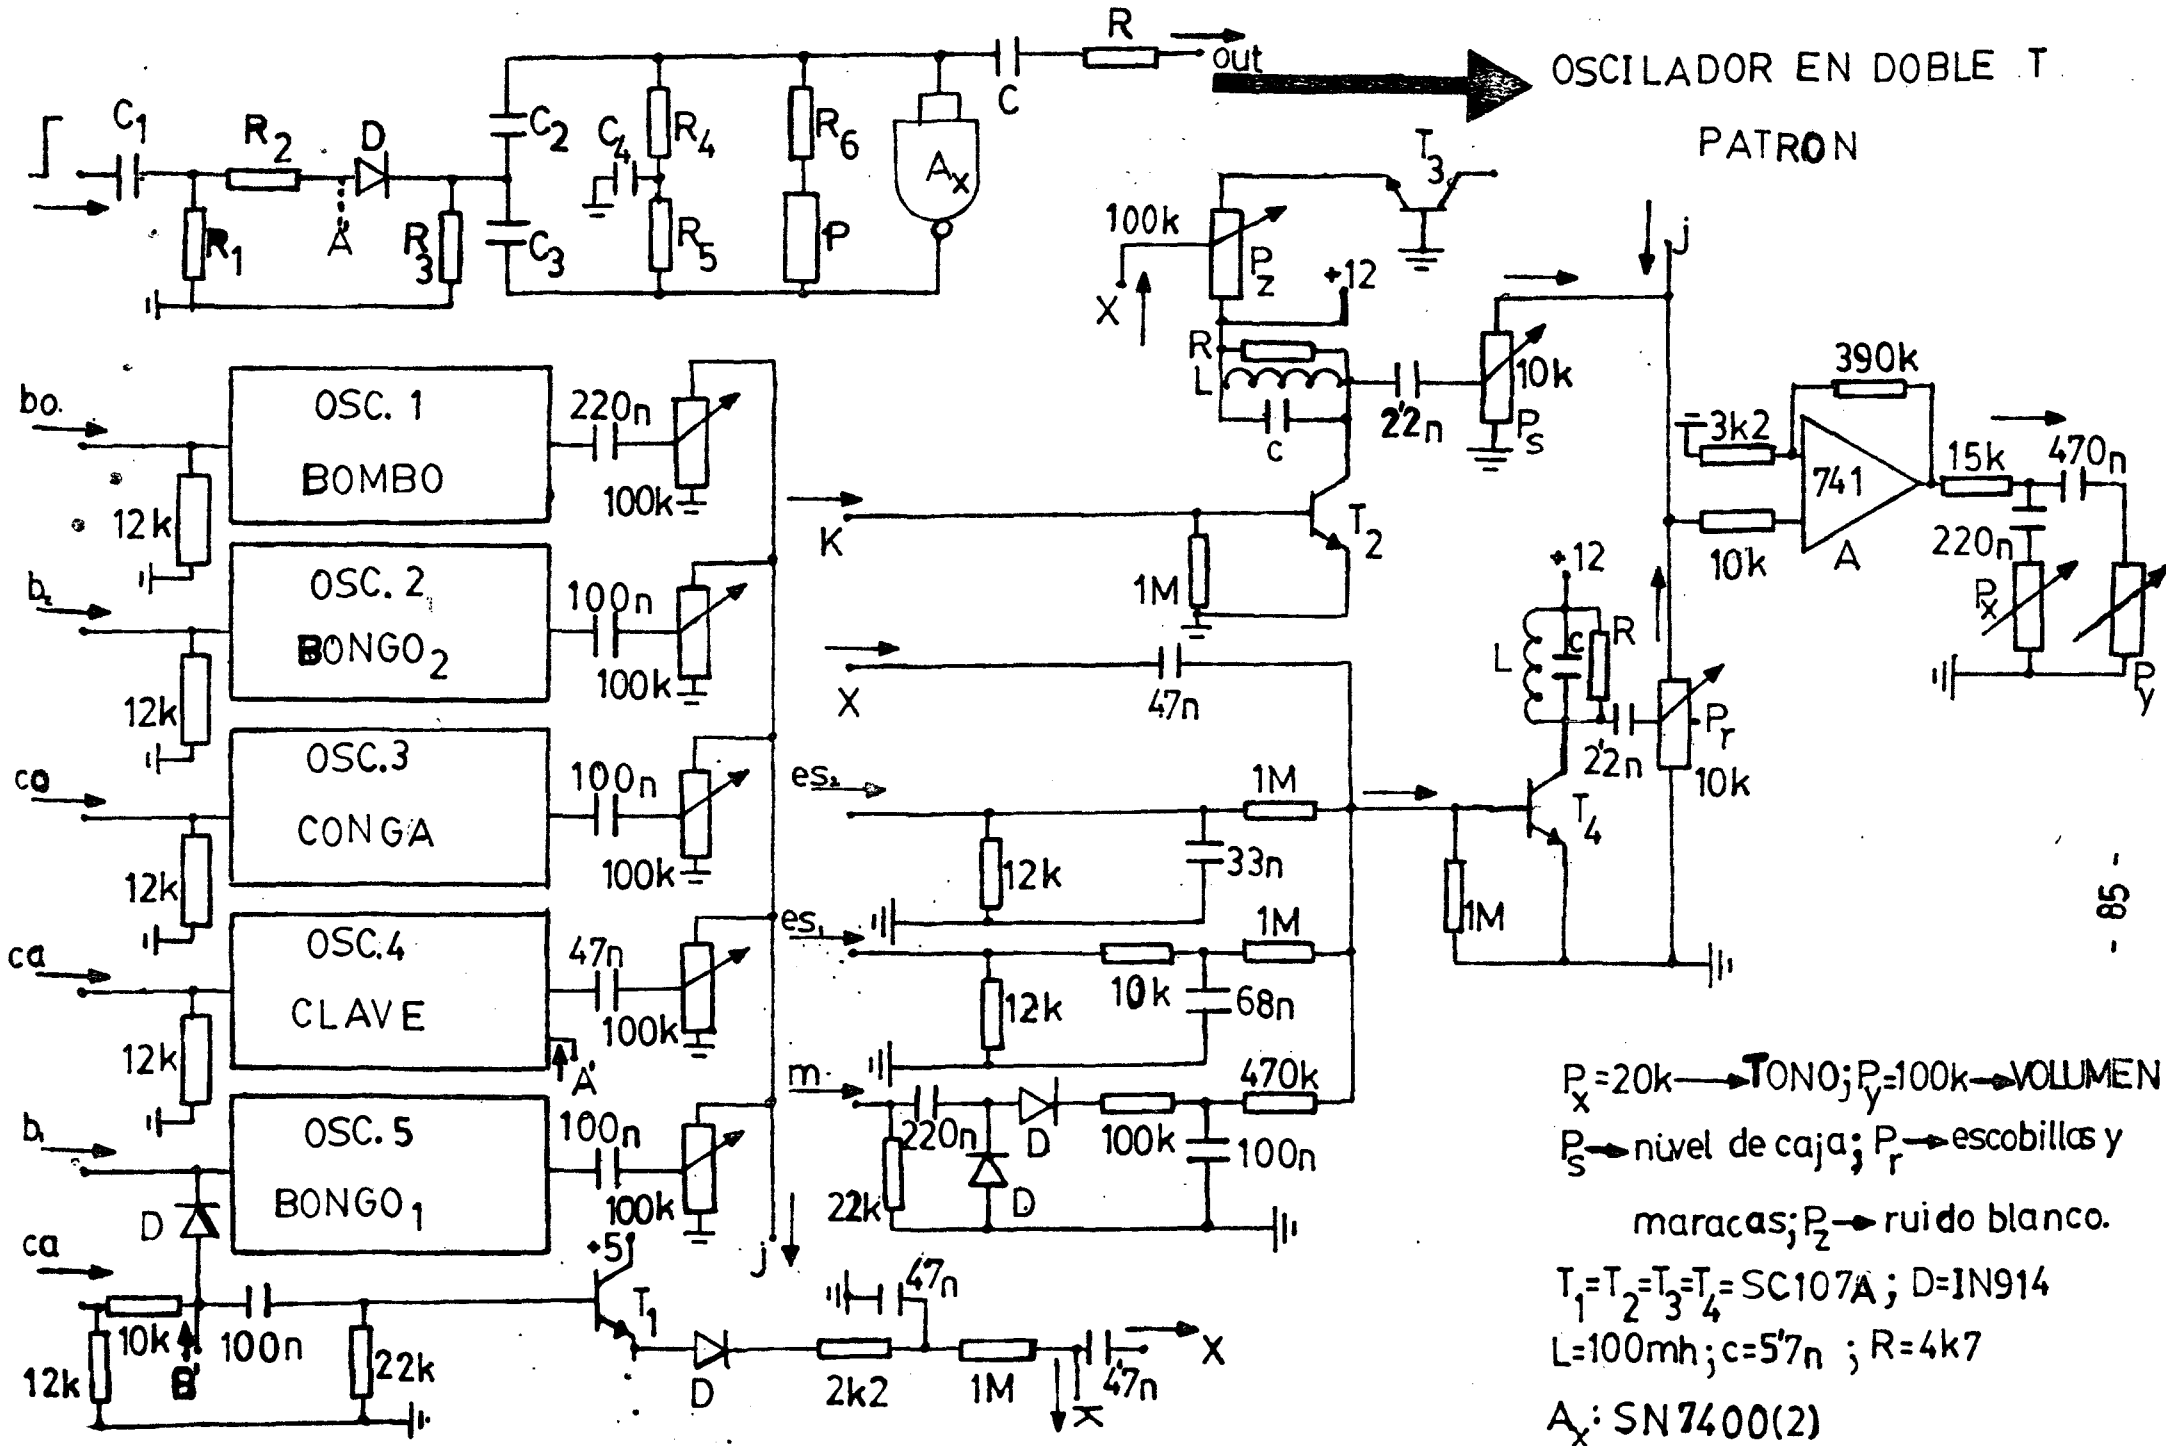 OSCILADOR EN DOBLE T
PATRON
R
out
C
C1
R2
D
A'
R1
R3
C2
C3
C4
R4
R5
R6
P
Ax
T3
100k
Pz
X
+12
R
L
c
2'2n
10k
Ps
j
390k
3k2
741
A
10k
15k
470n
220n
Px
Py
bo.
12k
OSC. 1
BOMBO
220n
100k
b2
12k
OSC. 2
BONGO2
100n
100k
co
12k
OSC.3
CONGA
100n
100k
ca
12k
OSC.4
CLAVE
47n
100k
A'
b1
OSC. 5
BONGO1
100n
100k
D
j
ca
10k
12k
B'
100n
22k
+5
T1
D
2k2
47n
1M
K
47n
X
K
1M
T2
X
47n
es2
12k
33n
1M
es1
12k
10k
68n
1M
m
22k
220n
D
D
100k
100n
470k
+12
L
c
R
2'2n
Pr
10k
T4
1M
- 85 -
Px=20k→TONO; Py=100k→VOLUMEN
Ps→nivel de caja; Pr→escobillas y
maracas; Pz→ruido blanco.
T1=T2=T3=T4=SC107A; D=IN914
L=100mh; c=5'7n ; R=4k7
Ax: SN7400(2)